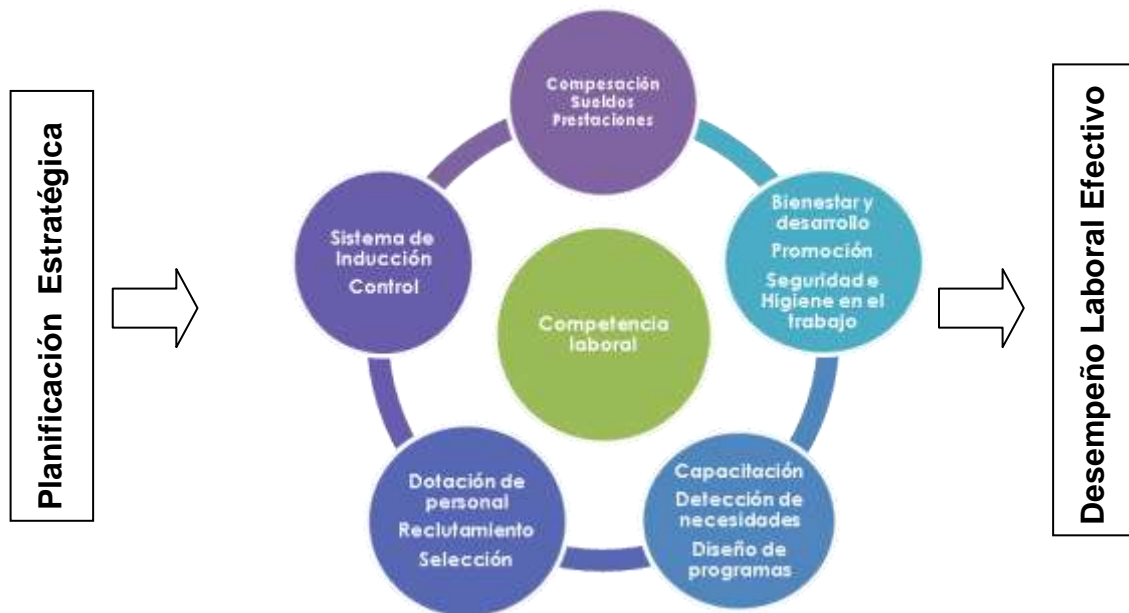 Planificación Estratégica
Compesación
Sueldos
Prestaciones
Bienestar y
desarrollo
Promoción
Seguridad e
Higiene en el
trabajo
Sistema de
Inducción
Control
Competencia
laboral
Dotación de
personal
Reclutamiento
Selección
Capacitación
Detección de
necesidades
Diseño de
programas
Desempeño Laboral Efectivo